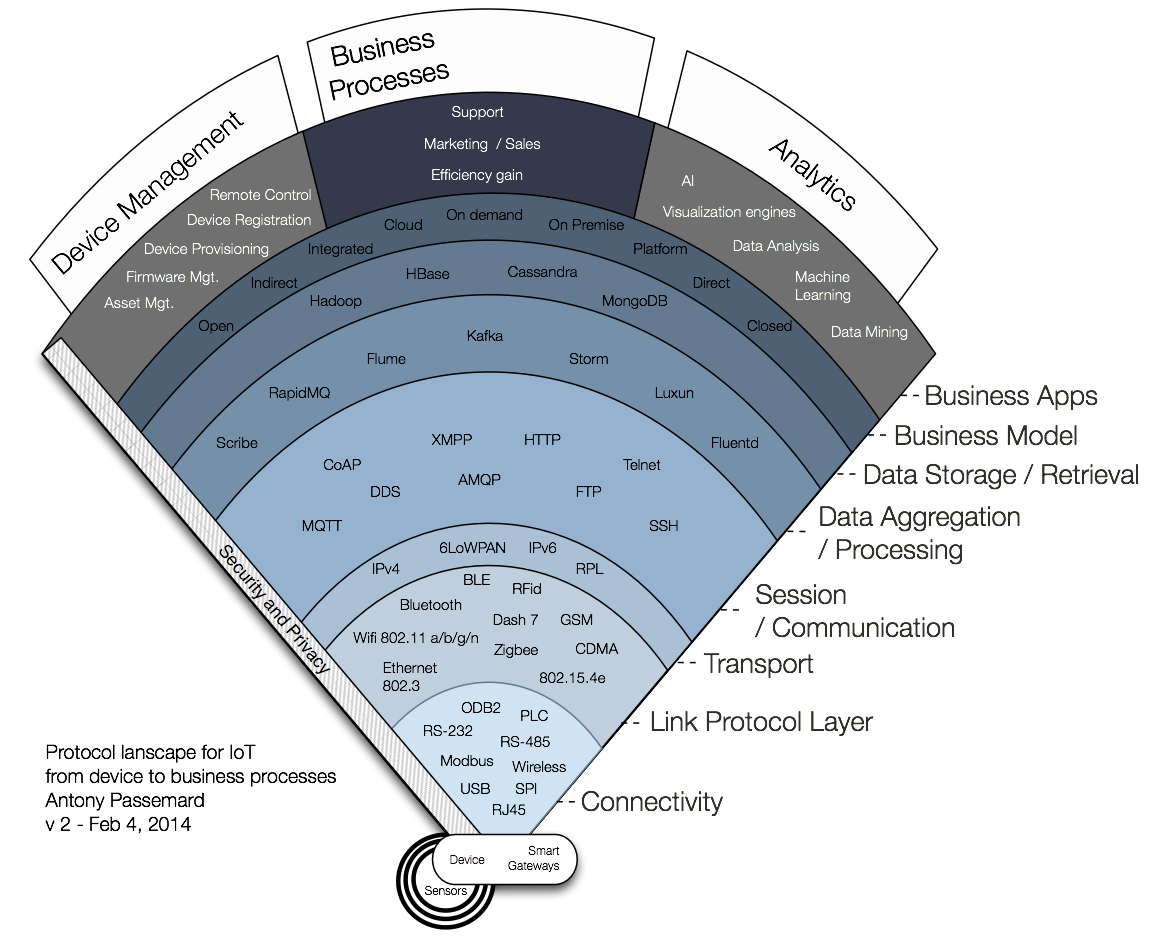 Business
Processes
Device Management
Analytics
Support
Marketing / Sales
Efficiency gain
Remote Control
Device Registration
Device Provisioning
Firmware Mgt.
Asset Mgt.
AI
Visualization engines
Data Analysis
Machine
Learning
Data Mining
Open
Indirect
Integrated
Cloud
On demand
On Premise
Platform
Direct
Closed
Hadoop
HBase
Cassandra
MongoDB
Scribe
RapidMQ
Flume
Kafka
Storm
Luxun
Fluentd
XMPP
HTTP
CoAP
Telnet
DDS
AMQP
FTP
MQTT
SSH
IPv4
6LoWPAN
IPv6
RPL
BLE
RFid
Bluetooth
Dash 7
GSM
Wifi 802.11 a/b/g/n
Zigbee
CDMA
Ethernet
802.3
802.15.4e
ODB2
PLC
RS-232
RS-485
Modbus
Wireless
USB
SPI
RJ45
Security and Privacy
Business Apps
Business Model
Data Storage / Retrieval
Data Aggregation
/ Processing
Session
/ Communication
Transport
Link Protocol Layer
Connectivity
Protocol lanscape for IoT
from device to business processes
Antony Passemard
v 2 - Feb 4, 2014
Device
Smart
Gateways
Sensors